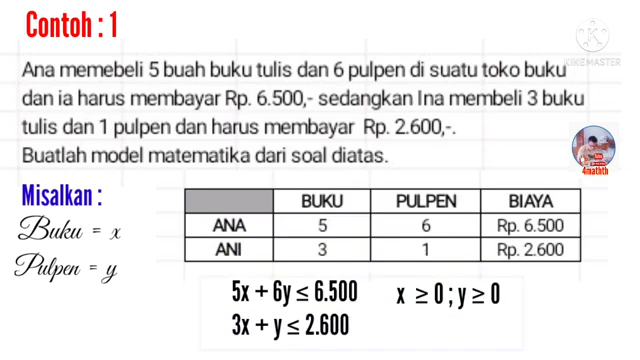 Contoh : 1
KINEMASTER
Ana memebeli 5 buah buku tulis dan 6 pulpen di suatu toko buku
dan ia harus membayar Rp. 6.500,- sedangkan Ina membeli 3 buku
tulis dan 1 pulpen dan harus membayar Rp. 2.600,-.
Buatlah model matematika dari soal diatas.
4mathth
Misalkan :
Buku = x
Pulpen = y
BUKU PULPEN BIAYA
ANA 5 6 Rp. 6.500
ANI 3 1 Rp. 2.600
5x + 6y ≤ 6.500 x ≥ 0 ; y ≥ 0
3x + y ≤ 2.600